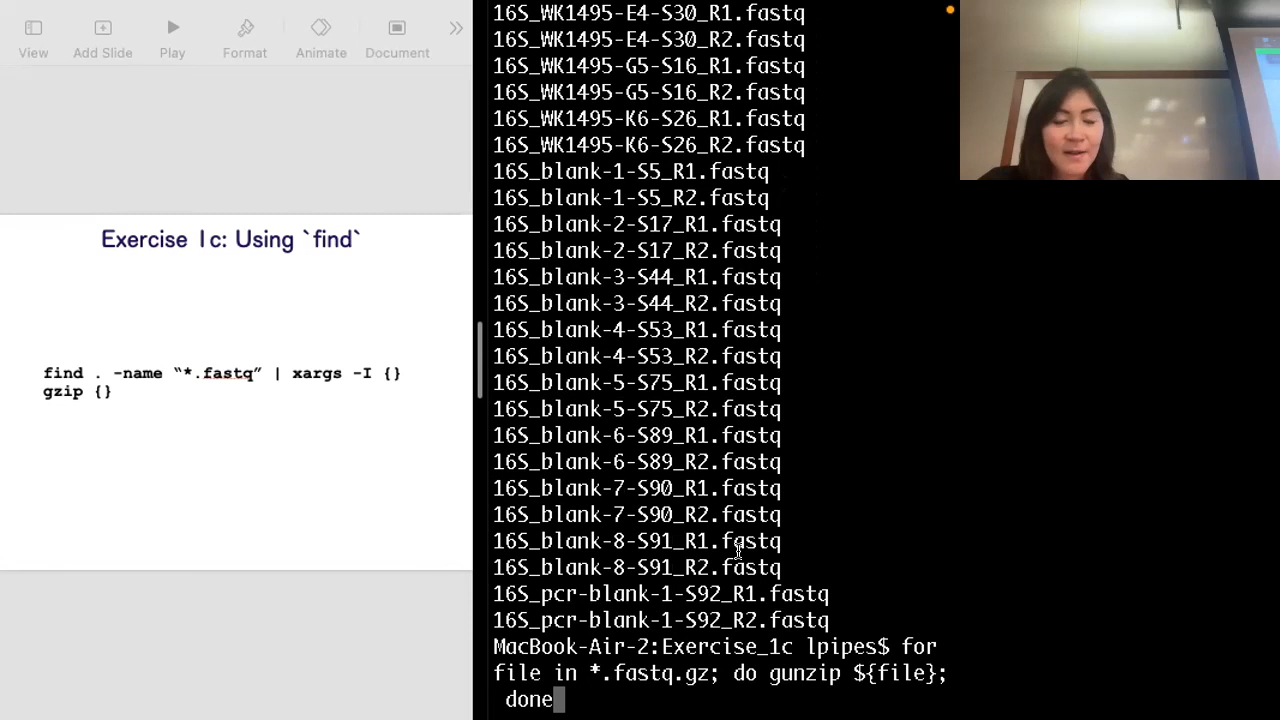 View
Add Slide
Play
Format
Animate
Document
Exercise 1c: Using `find`
find . -name “*.fastq” | xargs -I {}
gzip {}
16S_WK1495-E4-S30_R1.fastq
16S_WK1495-E4-S30_R2.fastq
16S_WK1495-G5-S16_R1.fastq
16S_WK1495-G5-S16_R2.fastq
16S_WK1495-K6-S26_R1.fastq
16S_WK1495-K6-S26_R2.fastq
16S_blank-1-S5_R1.fastq
16S_blank-1-S5_R2.fastq
16S_blank-2-S17_R1.fastq
16S_blank-2-S17_R2.fastq
16S_blank-3-S44_R1.fastq
16S_blank-3-S44_R2.fastq
16S_blank-4-S53_R1.fastq
16S_blank-4-S53_R2.fastq
16S_blank-5-S75_R1.fastq
16S_blank-5-S75_R2.fastq
16S_blank-6-S89_R1.fastq
16S_blank-6-S89_R2.fastq
16S_blank-7-S90_R1.fastq
16S_blank-7-S90_R2.fastq
16S_blank-8-S91_R1.fastq
16S_blank-8-S91_R2.fastq
16S_pcr-blank-1-S92_R1.fastq
16S_pcr-blank-1-S92_R2.fastq
MacBook-Air-2:Exercise_1c lpipes$ for
file in *.fastq.gz; do gunzip ${file};
done